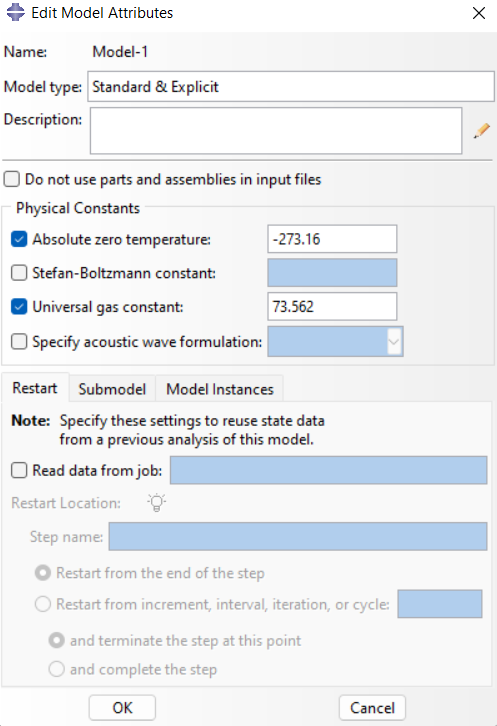 Edit Model Attributes
Name: Model-1
Model type: Standard & Explicit
Description:
Do not use parts and assemblies in input files
Physical Constants
Absolute zero temperature: -273.16
Stefan-Boltzmann constant:
Universal gas constant: 73.562
Specify acoustic wave formulation:
Restart Submodel Model Instances
Note: Specify these settings to reuse state data
from a previous analysis of this model.
Read data from job:
Restart Location:
Step name:
Restart from the end of the step
Restart from increment, interval, iteration, or cycle:
and terminate the step at this point
and complete the step
OK Cancel